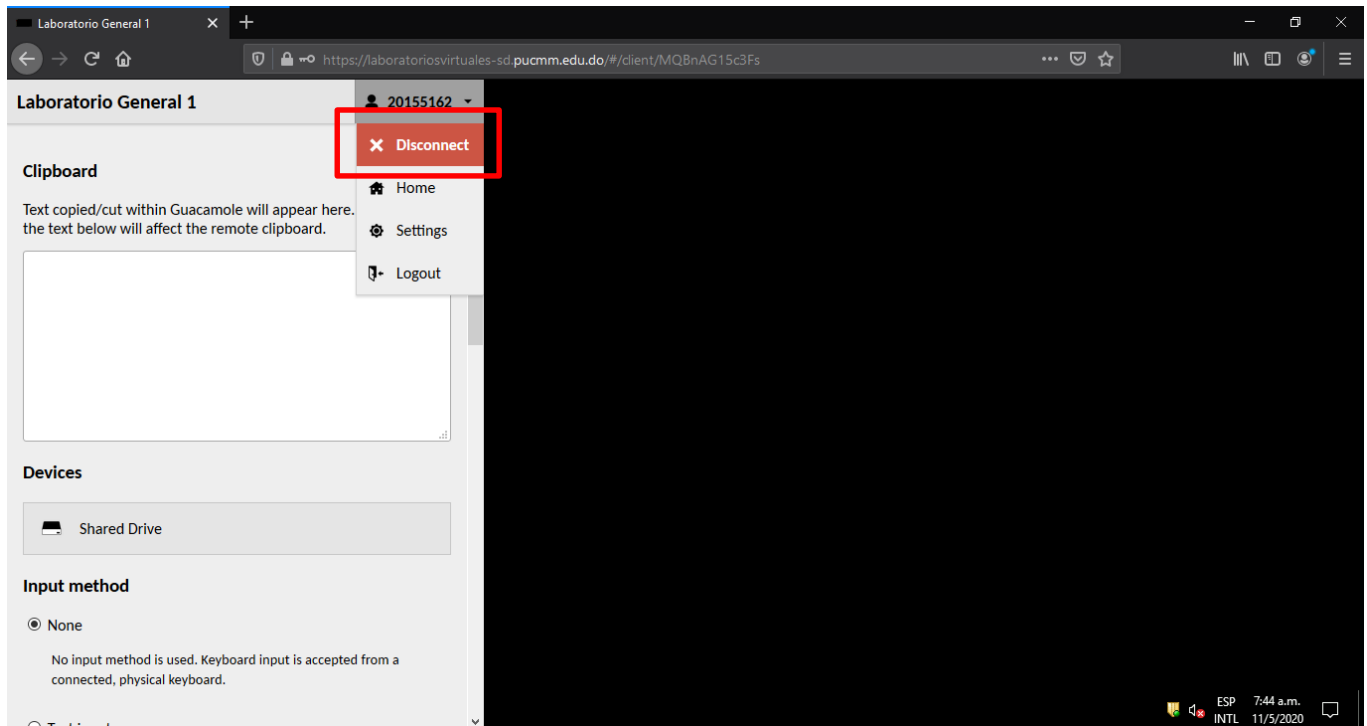 Laboratorio General 1
https://laboratoriosvirtuales-sd.pucmm.edu.do/#/client/MQBnAG15c3Fs
Laboratorio General 1
20155162
Disconnect
Home
Settings
Logout
Clipboard
Text copied/cut within Guacamole will appear here.
the text below will affect the remote clipboard.
Devices
Shared Drive
Input method
None
No input method is used. Keyboard input is accepted from a
connected, physical keyboard.
ESP 7:44 a.m.
INTL 11/5/2020